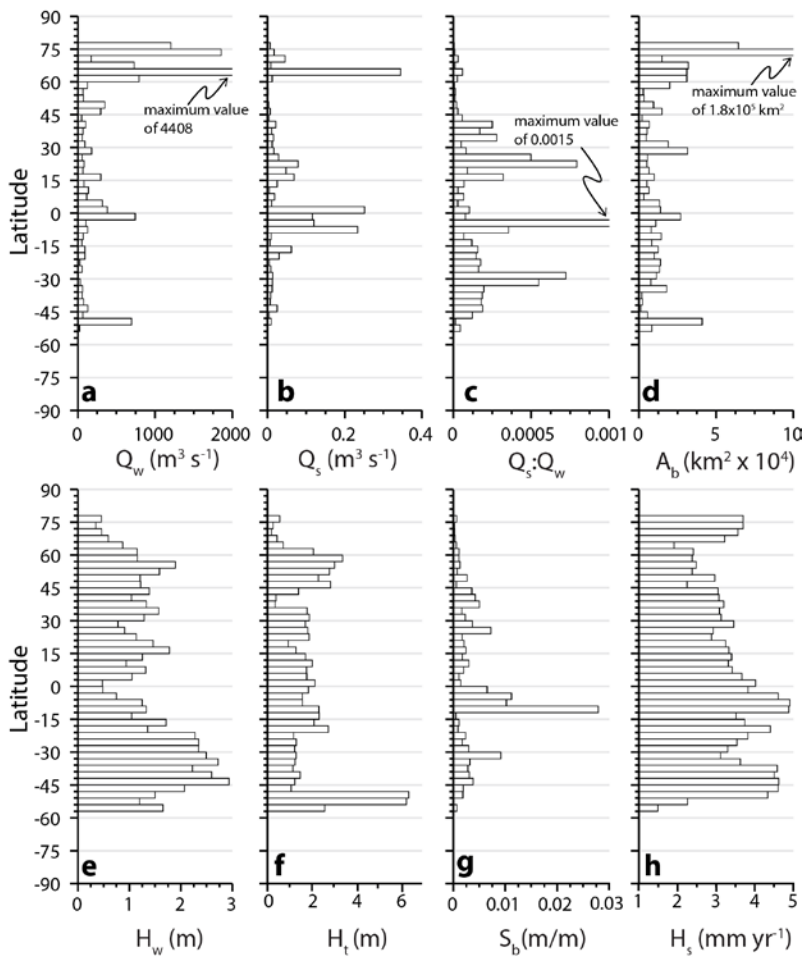 90
75
60
45
30
15
0
-15
-30
-45
-60
-75
-90
Latitude
maximum value
of 4408
a
0 1000 2000
Q_w (m³ s⁻¹)
b
0 0.2 0.4
Q_s (m³ s⁻¹)
maximum value
of 0.0015
c
0 0.0005 0.001
Q_s:Q_w
maximum value
of 1.8x10⁵ km²
d
0 5 10
A_b (km² x 10⁴)
90
75
60
45
30
15
0
-15
-30
-45
-60
-75
-90
Latitude
e
0 1 2 3
H_w (m)
f
0 2 4 6
H_t (m)
g
0 0.01 0.02 0.03
S_b (m/m)
h
1 2 3 4 5
H_s (mm yr⁻¹)